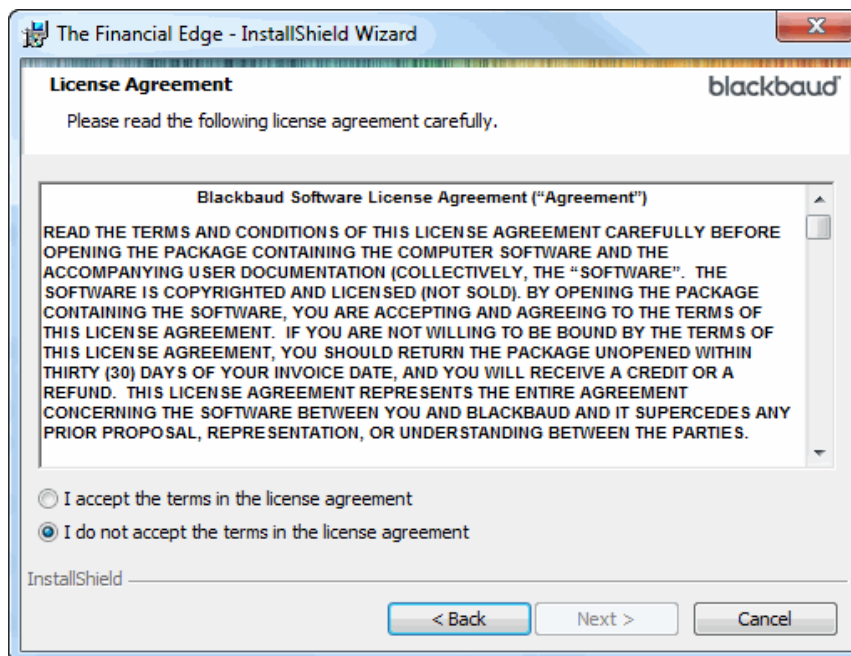 The Financial Edge - InstallShield Wizard
License Agreement
blackbaud
Please read the following license agreement carefully.
Blackbaud Software License Agreement (“Agreement”)
READ THE TERMS AND CONDITIONS OF THIS LICENSE AGREEMENT CAREFULLY BEFORE
OPENING THE PACKAGE CONTAINING THE COMPUTER SOFTWARE AND THE
ACCOMPANYING USER DOCUMENTATION (COLLECTIVELY, THE “SOFTWARE”.  THE
SOFTWARE IS COPYRIGHTED AND LICENSED (NOT SOLD). BY OPENING THE PACKAGE
CONTAINING THE SOFTWARE, YOU ARE ACCEPTING AND AGREEING TO THE TERMS OF
THIS LICENSE AGREEMENT.  IF YOU ARE NOT WILLING TO BE BOUND BY THE TERMS OF
THIS LICENSE AGREEMENT, YOU SHOULD RETURN THE PACKAGE UNOPENED WITHIN
THIRTY (30) DAYS OF YOUR INVOICE DATE, AND YOU WILL RECEIVE A CREDIT OR A
REFUND.  THIS LICENSE AGREEMENT REPRESENTS THE ENTIRE AGREEMENT
CONCERNING THE SOFTWARE BETWEEN YOU AND BLACKBAUD AND IT SUPERCEDES ANY
PRIOR PROPOSAL, REPRESENTATION, OR UNDERSTANDING BETWEEN THE PARTIES.
I accept the terms in the license agreement
I do not accept the terms in the license agreement
InstallShield
< Back
Next >
Cancel